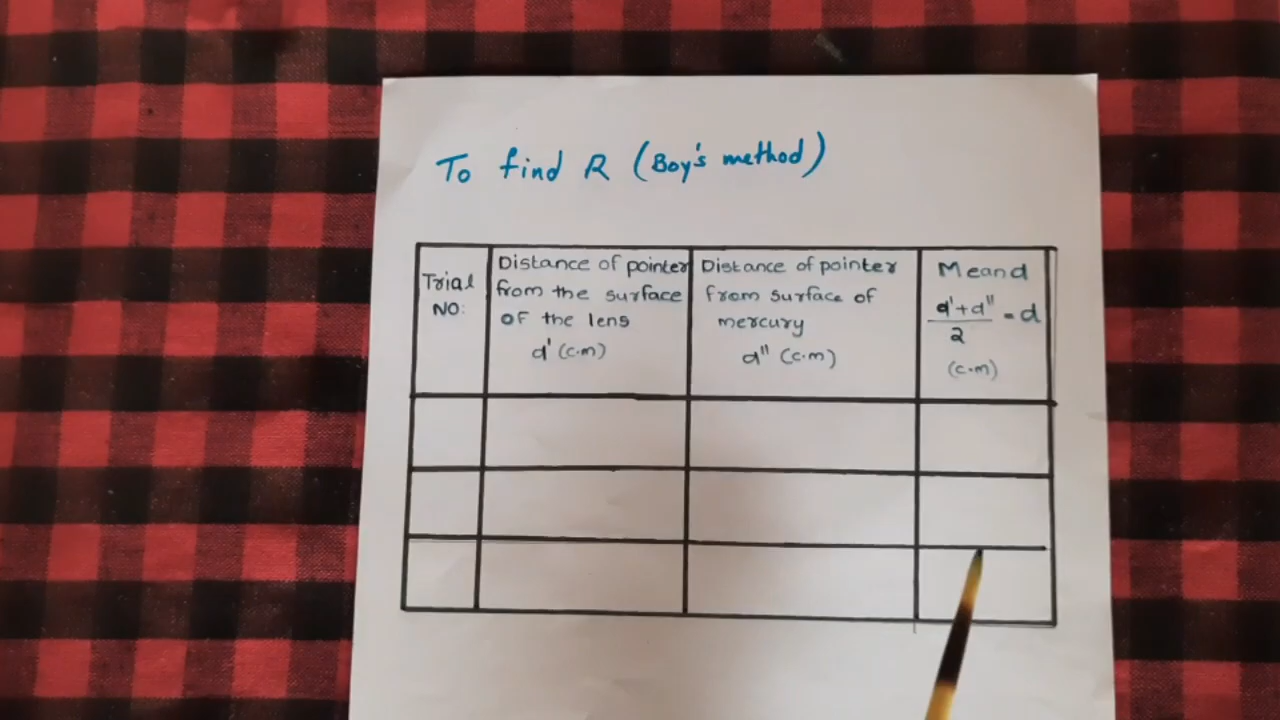 To find R (Boy's method)
Trial
NO:
Distance of pointer
from the surface
OF the lens
d' (c.m)
Distance of pointer
from surface of
mercury
d" (c.m)
Mean d
d'+d"/2 = d
(c.m)